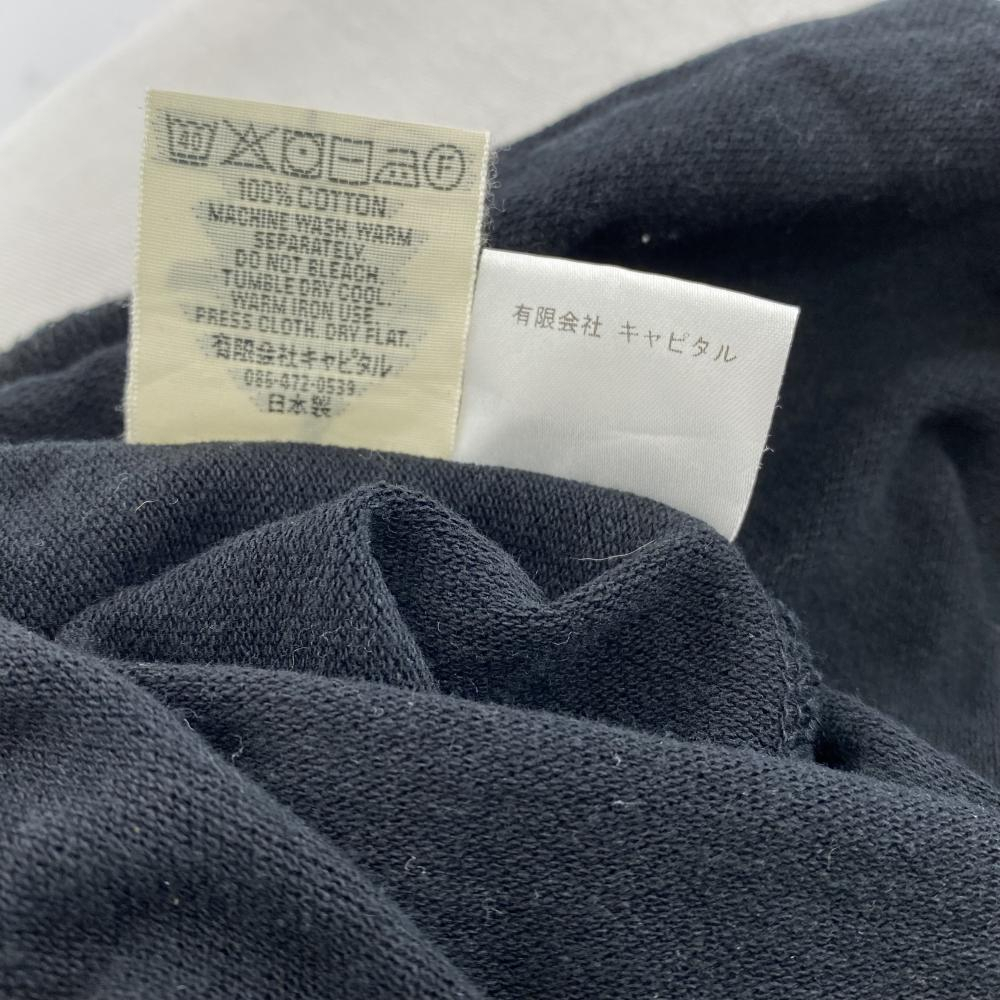 40 F
100% COTTON
MACHINE WASH, WARM
SEPARATELY
DO NOT BLEACH
TUMBLE DRY COOL.
WARM IRON USE
PRESS CLOTH. DRY FLAT.
有限会社キャピタル
086-472-0539
日本製
有限会社 キャピタル